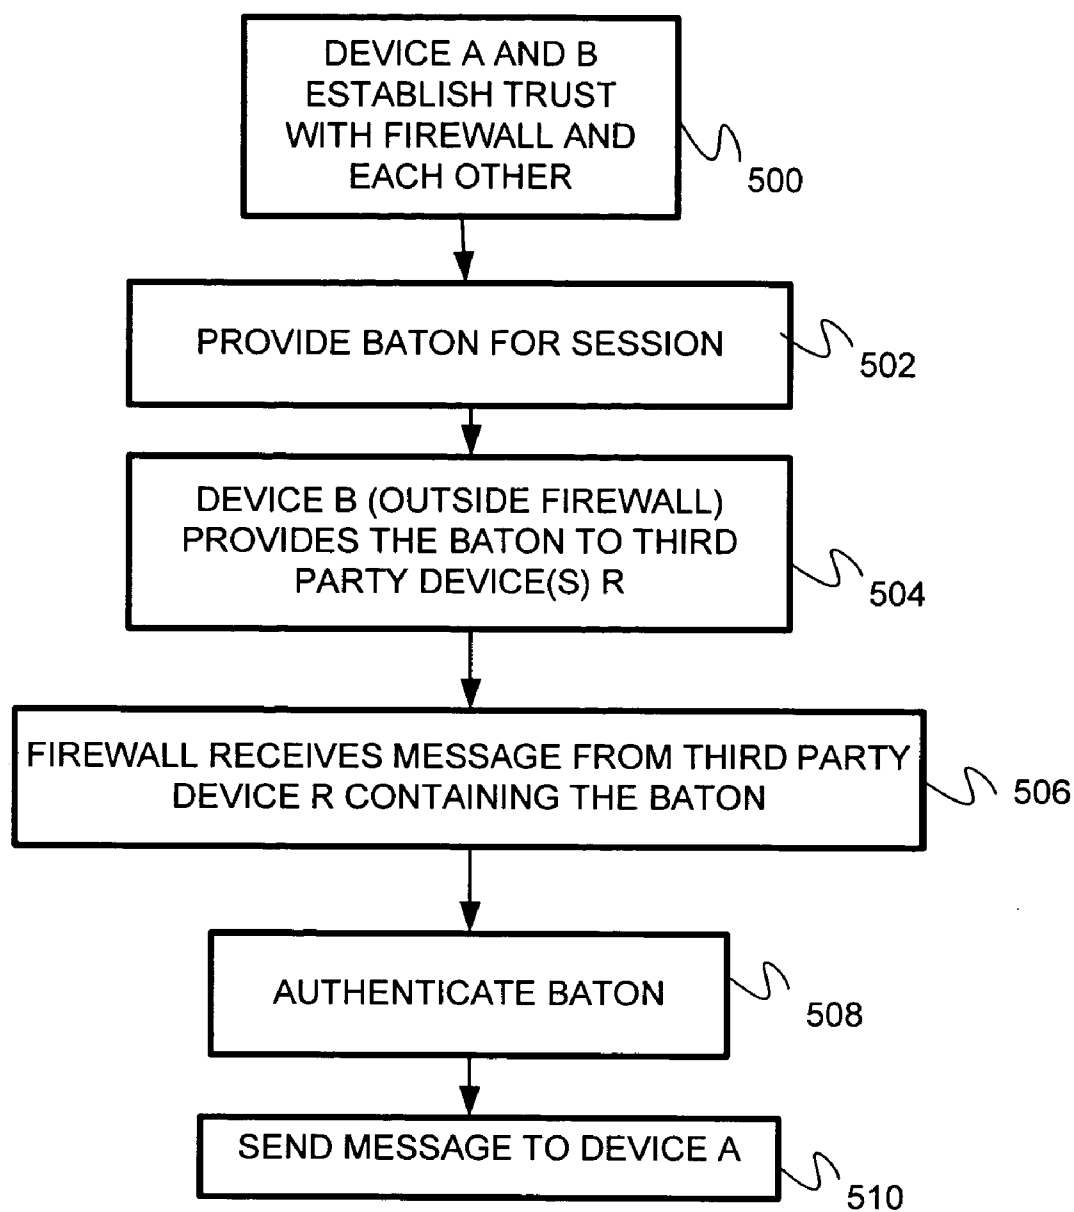 DEVICE A AND B
ESTABLISH TRUST
WITH FIREWALL AND
EACH OTHER
500
PROVIDE BATON FOR SESSION
502
DEVICE B (OUTSIDE FIREWALL)
PROVIDES THE BATON TO THIRD
PARTY DEVICE(S) R
504
FIREWALL RECEIVES MESSAGE FROM THIRD PARTY
DEVICE R CONTAINING THE BATON
506
AUTHENTICATE BATON
508
SEND MESSAGE TO DEVICE A
510